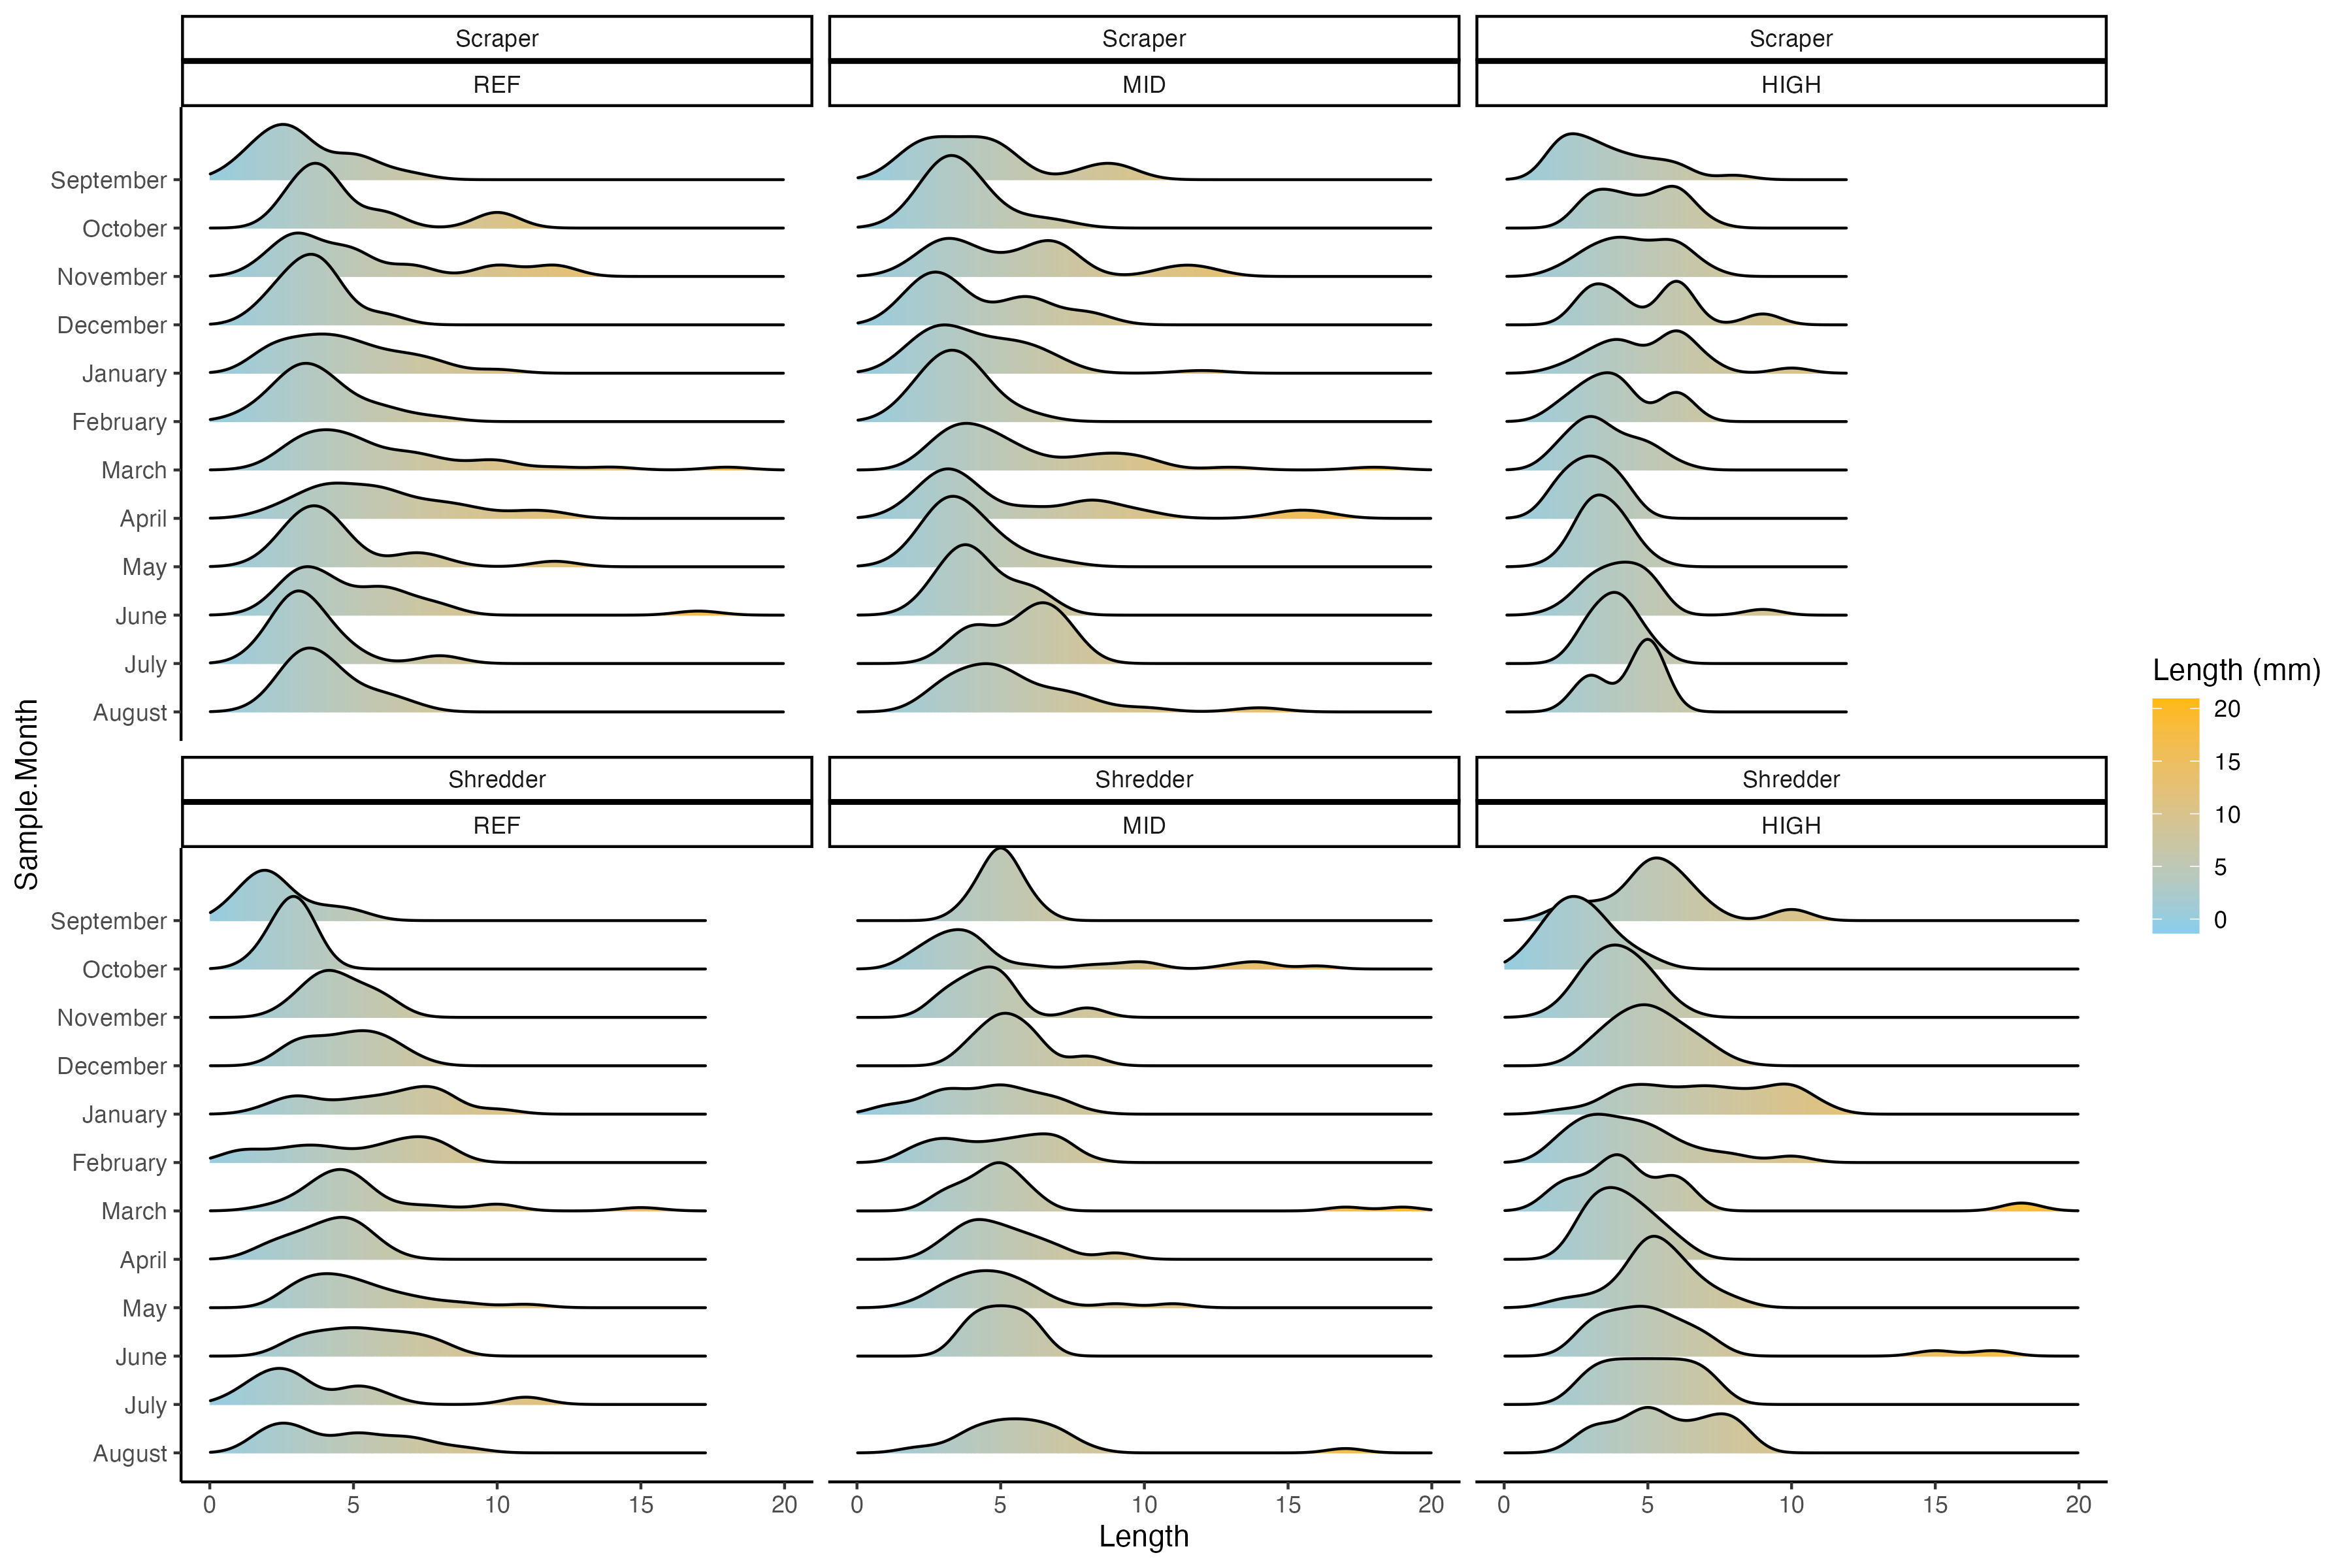 Scraper Scraper Scraper
REF MID HIGH
September
October
November
December
January
February
March
April
May
June
July
August
Sample.Month
Length (mm)
20
15
10
5
0
Shredder Shredder Shredder
REF MID HIGH
September
October
November
December
January
February
March
April
May
June
July
August
0 5 10 15 20 0 5 10 15 20 0 5 10 15 20
Length